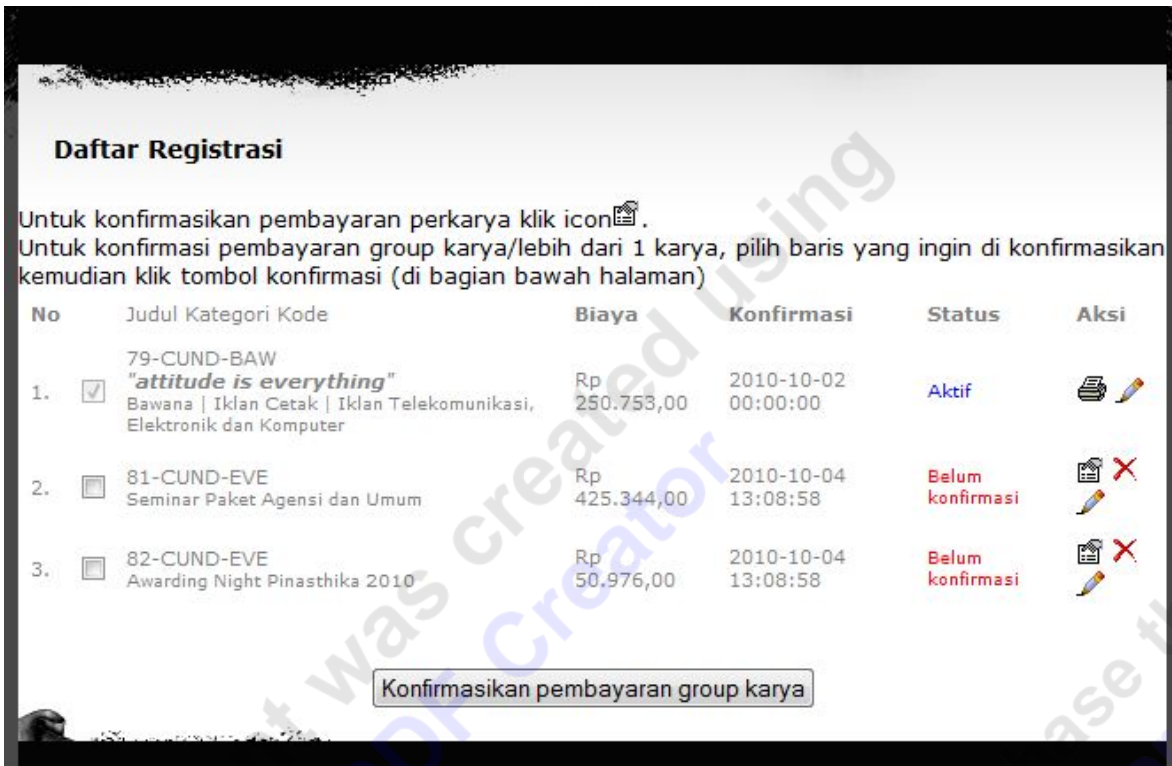 Daftar Registrasi
Untuk konfirmasikan pembayaran perkarya klik icon.
Untuk konfirmasi pembayaran group karya/lebih dari 1 karya, pilih baris yang ingin di konfirmasikan
kemudian klik tombol konfirmasi (di bagian bawah halaman)
No Judul Kategori Kode Biaya Konfirmasi Status Aksi
79-CUND-BAW
1. "attitude is everything" Rp 2010-10-02 Aktif
Bawana | Iklan Cetak | Iklan Telekomunikasi, 250.753,00 00:00:00
Elektronik dan Komputer
2. 81-CUND-EVE Rp 2010-10-04 Belum
Seminar Paket Agensi dan Umum 425.344,00 13:08:58 konfirmasi
3. 82-CUND-EVE Rp 2010-10-04 Belum
Awarding Night Pinasthika 2010 50.976,00 13:08:58 konfirmasi
Konfirmasikan pembayaran group karya
was created using
Creator